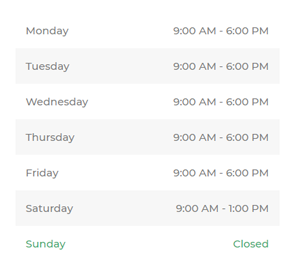 Monday 9:00 AM - 6:00 PM
Tuesday 9:00 AM - 6:00 PM
Wednesday 9:00 AM - 6:00 PM
Thursday 9:00 AM - 6:00 PM
Friday 9:00 AM - 6:00 PM
Saturday 9:00 AM - 1:00 PM
Sunday Closed